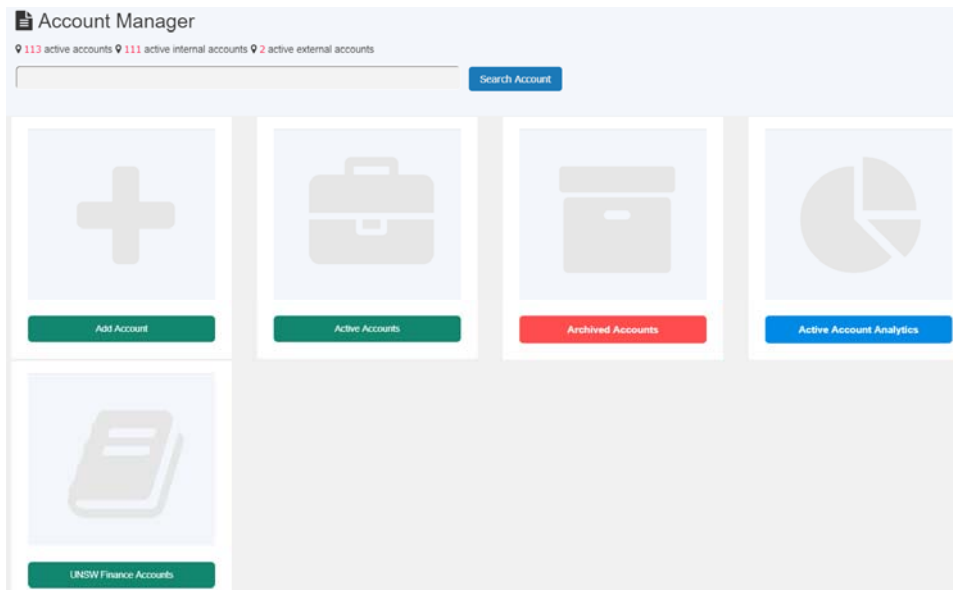 Account Manager
113 active accounts 111 active internal accounts 2 active external accounts
Search Account
Add Account
Active Accounts
Archived Accounts
Active Account Analytics
UNSW Finance Accounts